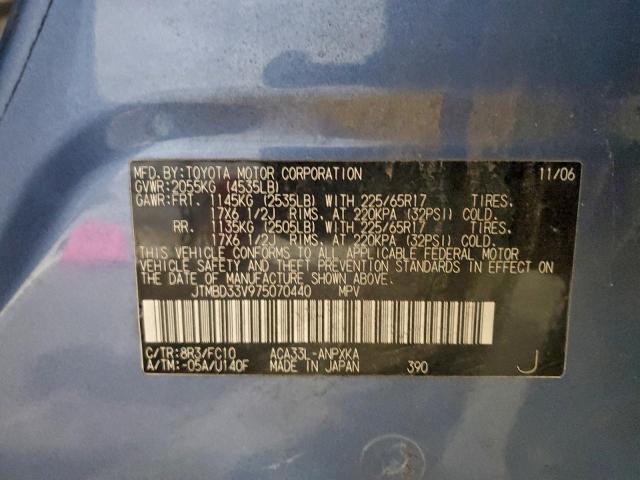 MFD.BY:TOYOTA MOTOR CORPORATION 11/06
GVWR:2055KG (4535LB)
GAWR:FRT. 1145KG (2535LB) WITH 225/65R17 TIRES,
17X6 1/2J RIMS, AT 220KPA (32PSI) COLD.
RR. 1135KG (2505LB) WITH 225/65R17 TIRES,
17X6 1/2J RIMS, AT 220KPA (32PSI) COLD.
THIS VEHICLE CONFORMS TO ALL APPLICABLE FEDERAL MOTOR
VEHICLE SAFETY AND THEFT PREVENTION STANDARDS IN EFFECT ON
THE DATE OF MANUFACTURE SHOWN ABOVE.
JTMBD33V975070440 MPV
C/TR:8R3/FC10 ACA33L-ANPXKA
A/TM:-05A/U140F MADE IN JAPAN 390 J